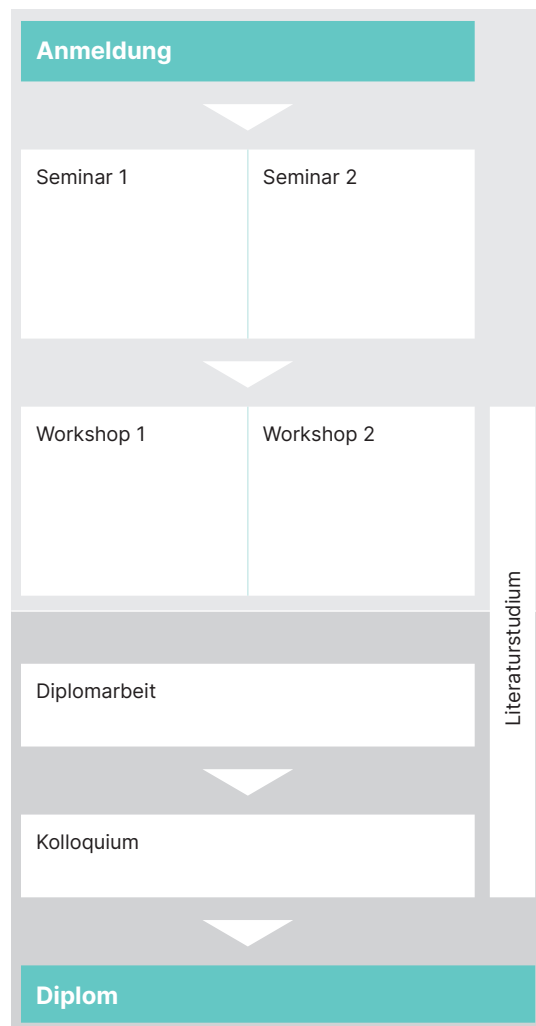 Anmeldung
Seminar 1
Seminar 2
Workshop 1
Workshop 2
Literaturstudium
Diplomarbeit
Kolloquium
Diplom